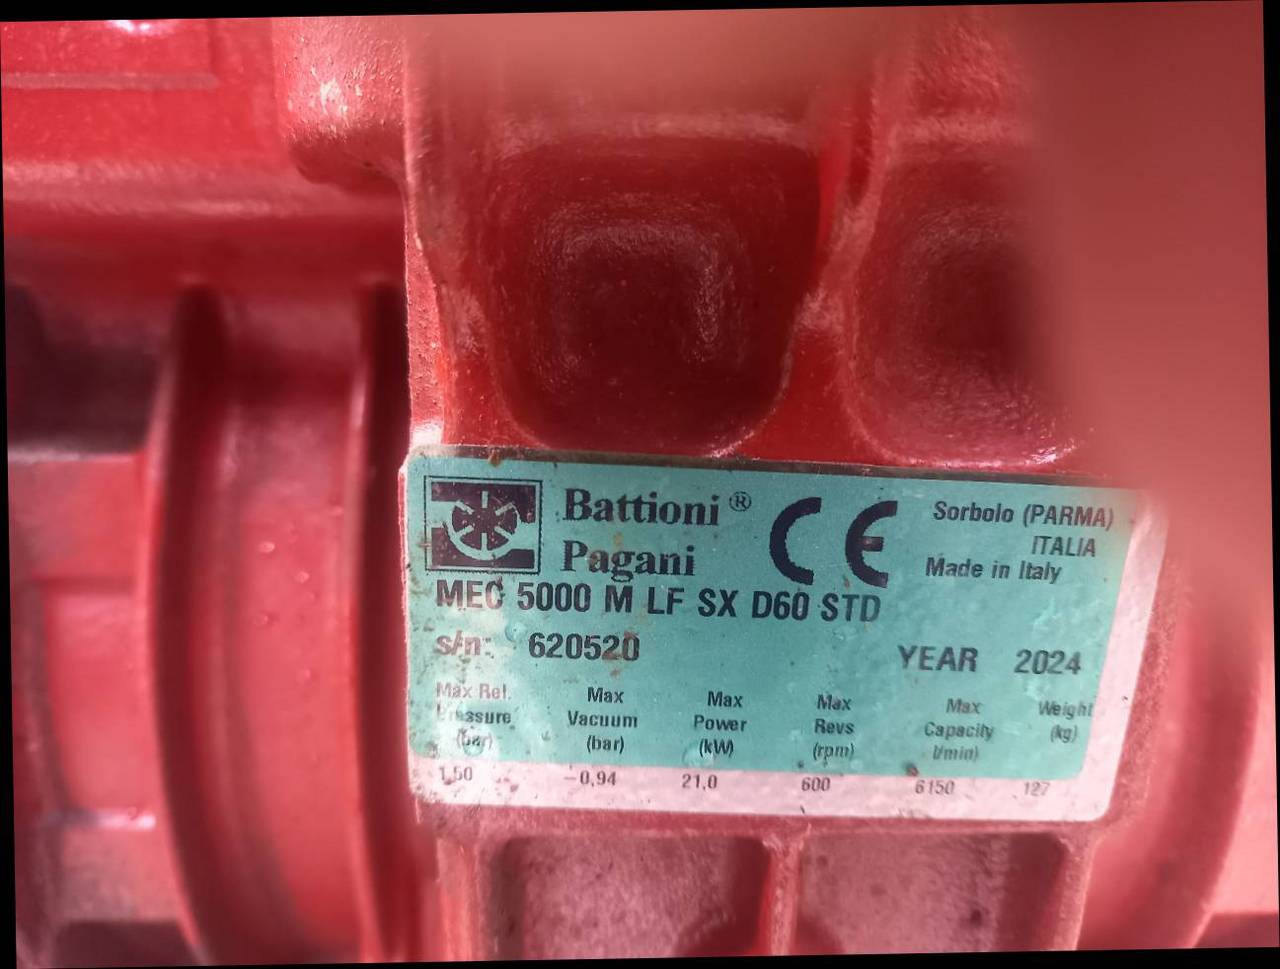 Battioni ®
Pagani
CE
Sorbolo (PARMA)
ITALIA
Made in Italy
MEC 5000 M LF SX D60 STD
s/n: 620520
YEAR 2024
Max Rel. Pressure (bar)
Max Vacuum (bar)
Max Power (kW)
Max Revs (rpm)
Max Capacity l/min)
Weight (kg)
1,50 -0,94 21,0 600 6150 127